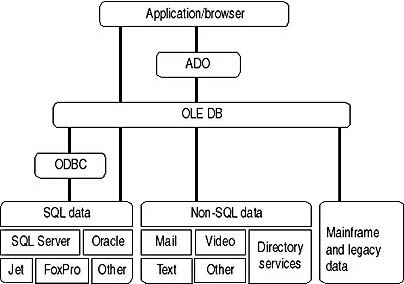 Application/browser
ADO
OLE DB
ODBC
SQL data
SQL Server
Oracle
Jet
FoxPro
Other
Non-SQL data
Mail
Video
Text
Other
Directory
services
Mainframe
and legacy
data